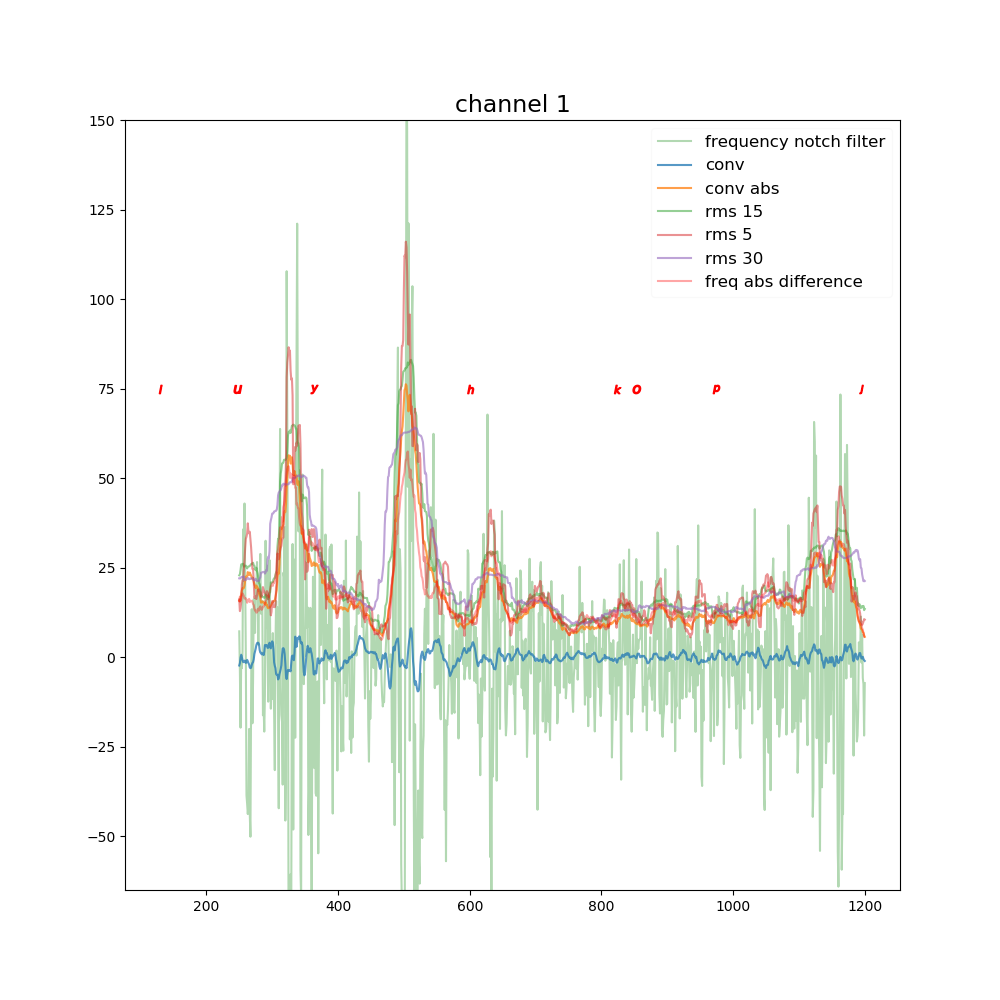 channel 1
150
125
100
75
50
25
0
−25
−50
frequency notch filter
conv
conv abs
rms 15
rms 5
rms 30
freq abs difference
l u y h k o p j
200 400 600 800 1000 1200